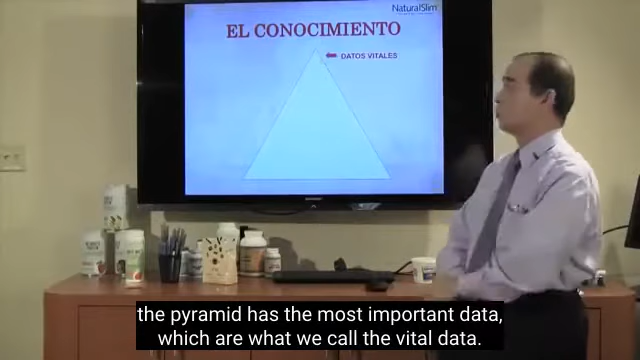 NaturalSlim
EL CONOCIMIENTO
DATOS VITALES
the pyramid has the most important data,
which are what we call the vital data.